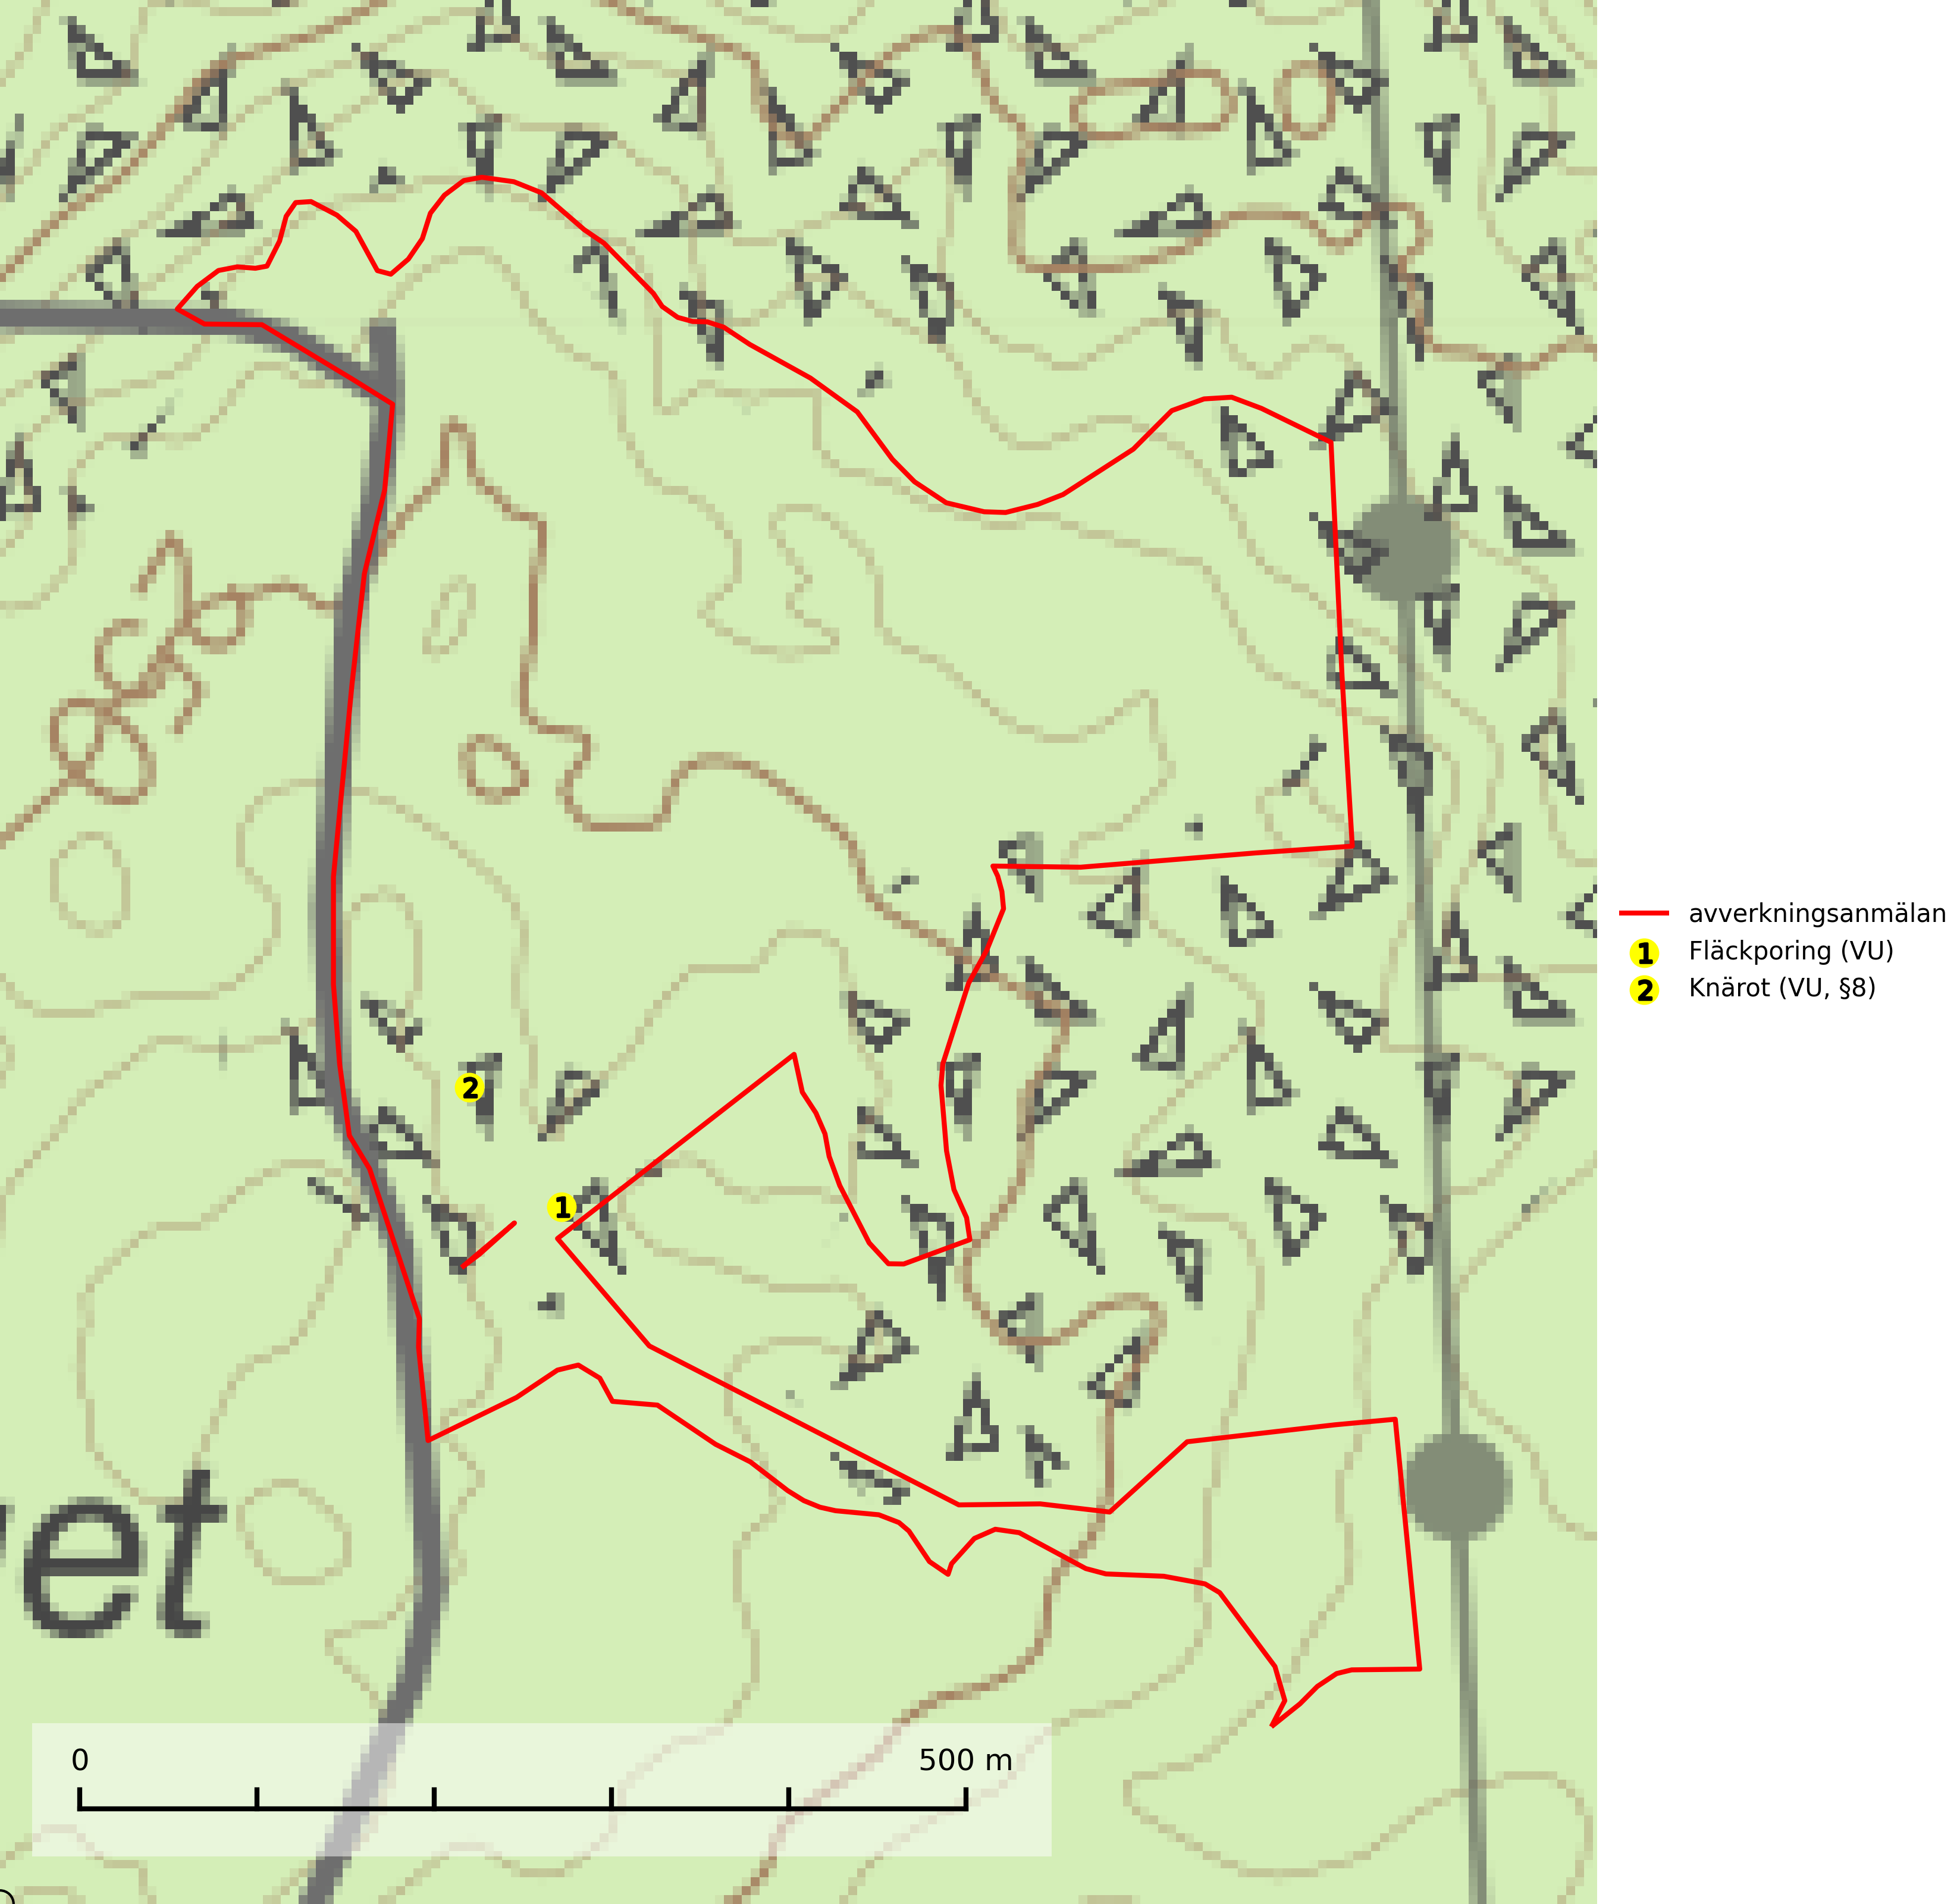 2
1
et
0 500 m
avverkningsanmälan
1 Fläckporing (VU)
2 Knärot (VU, §8)